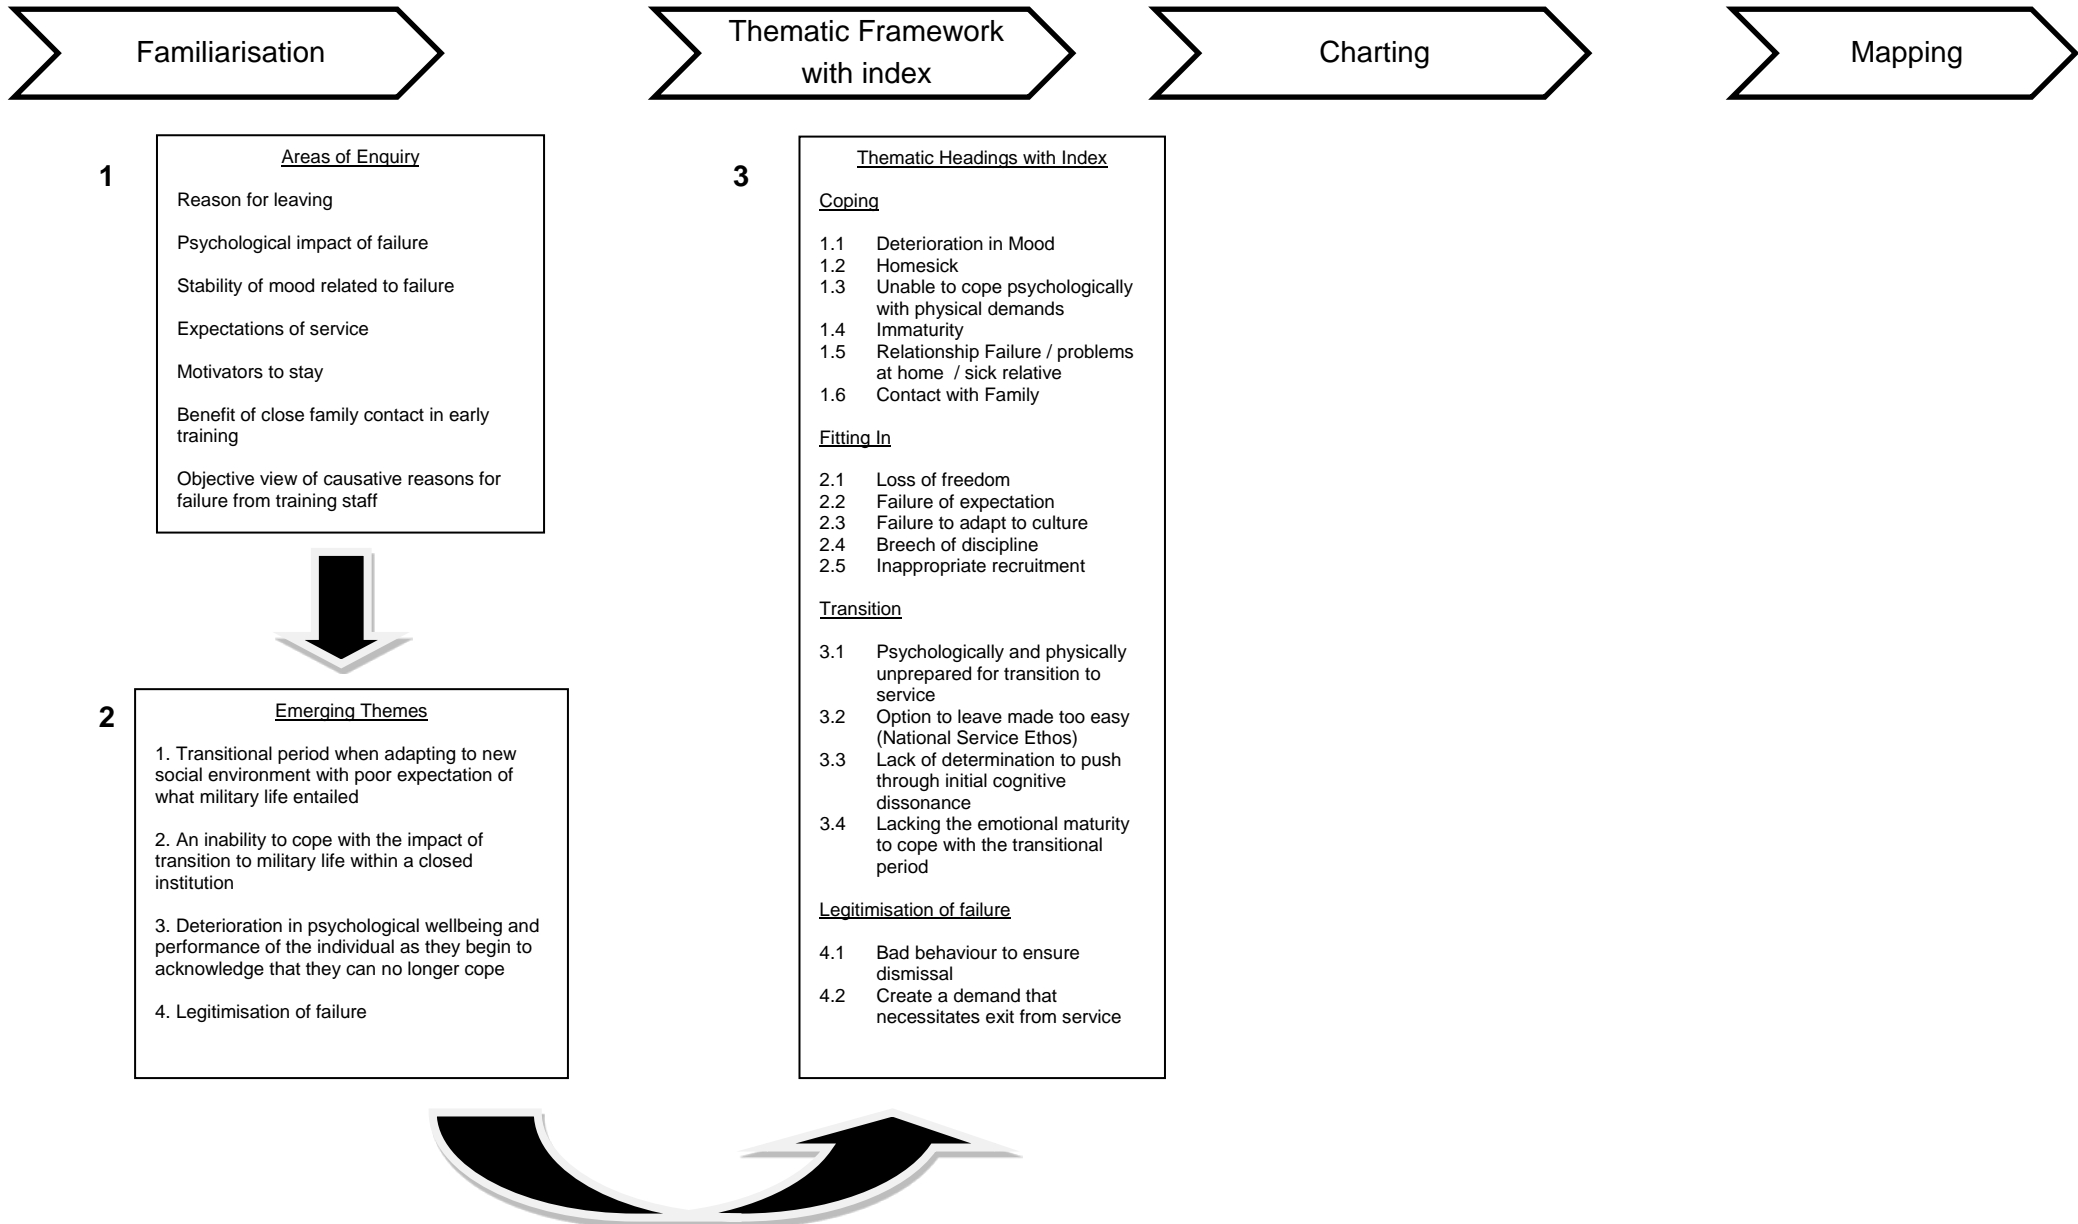 Familiarisation
Thematic Framework
with index
Charting
Mapping
1
Areas of Enquiry
Reason for leaving
Psychological impact of failure
Stability of mood related to failure
Expectations of service
Motivators to stay
Benefit of close family contact in early
training
Objective view of causative reasons for
failure from training staff
2
Emerging Themes
1. Transitional period when adapting to new
social environment with poor expectation of
what military life entailed
2. An inability to cope with the impact of
transition to military life within a closed
institution
3. Deterioration in psychological wellbeing and
performance of the individual as they begin to
acknowledge that they can no longer cope
4. Legitimisation of failure
3
Thematic Headings with Index
Coping
1.1 Deterioration in Mood
1.2 Homesick
1.3 Unable to cope psychologically
with physical demands
1.4 Immaturity
1.5 Relationship Failure / problems
at home / sick relative
1.6 Contact with Family
Fitting In
2.1 Loss of freedom
2.2 Failure of expectation
2.3 Failure to adapt to culture
2.4 Breech of discipline
2.5 Inappropriate recruitment
Transition
3.1 Psychologically and physically
unprepared for transition to
service
3.2 Option to leave made too easy
(National Service Ethos)
3.3 Lack of determination to push
through initial cognitive
dissonance
3.4 Lacking the emotional maturity
to cope with the transitional
period
Legitimisation of failure
4.1 Bad behaviour to ensure
dismissal
4.2 Create a demand that
necessitates exit from service